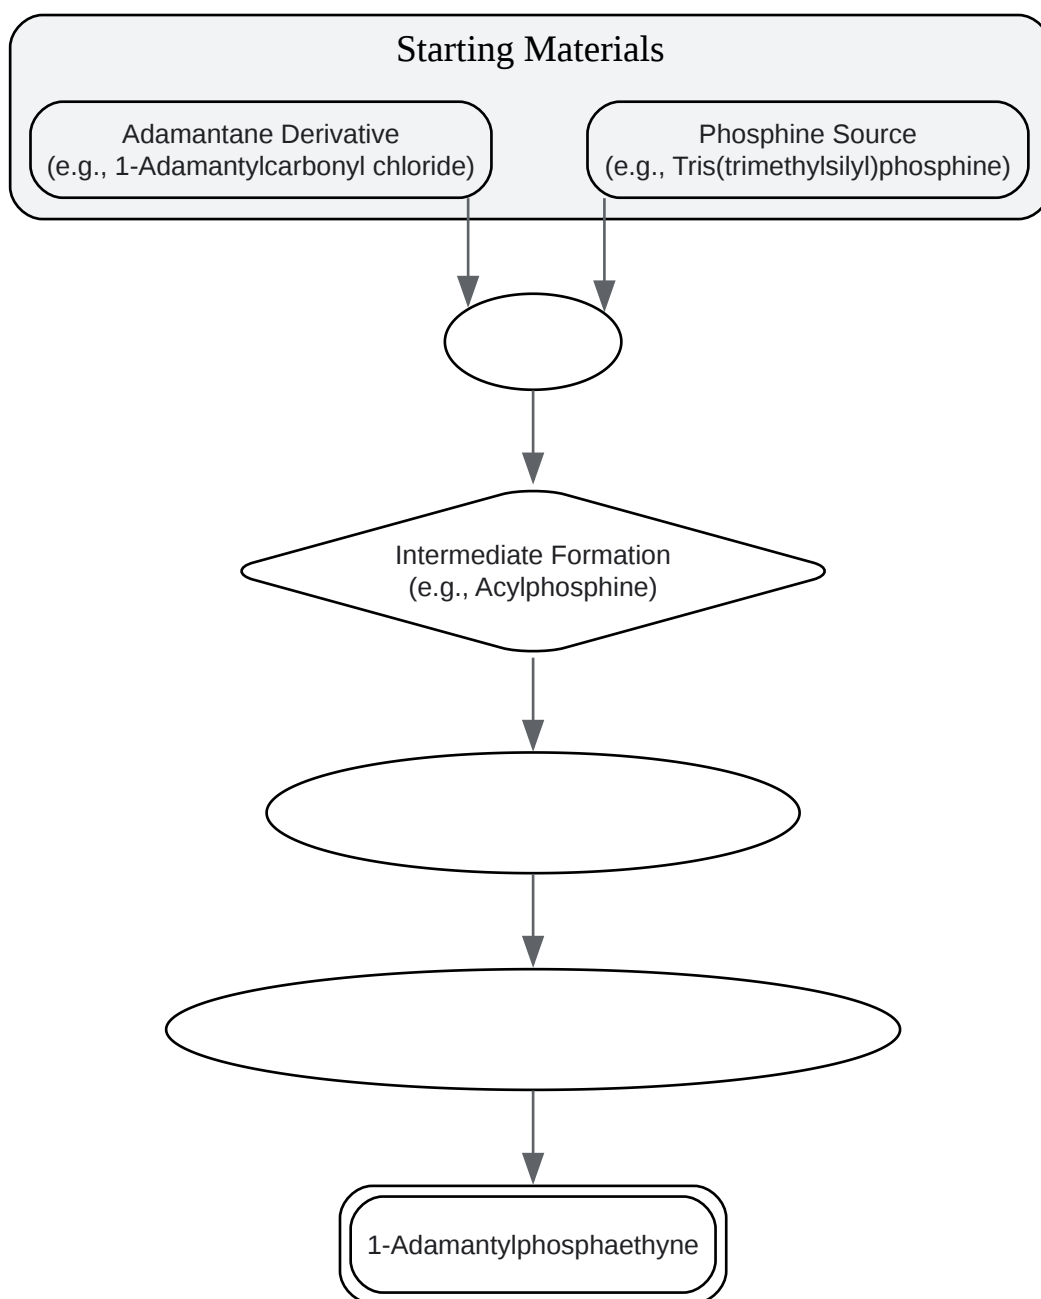 Starting Materials
Adamantane Derivative
(e.g., 1-Adamantylcarbonyl chloride)
Phosphine Source
(e.g., Tris(trimethylsilyl)phosphine)
Intermediate Formation
(e.g., Acylphosphine)
1-Adamantylphosphaethyne